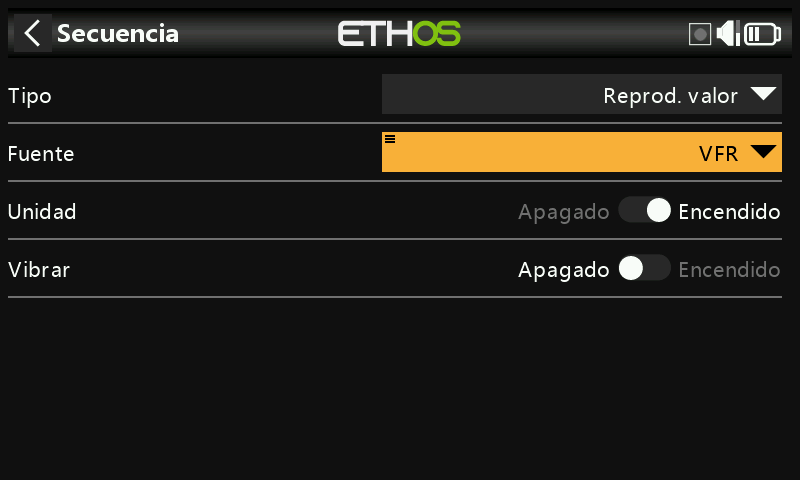 Secuencia ETHOS
Tipo Reprod. valor
Fuente VFR
Unidad Apagado Encendido
Vibrar Apagado Encendido